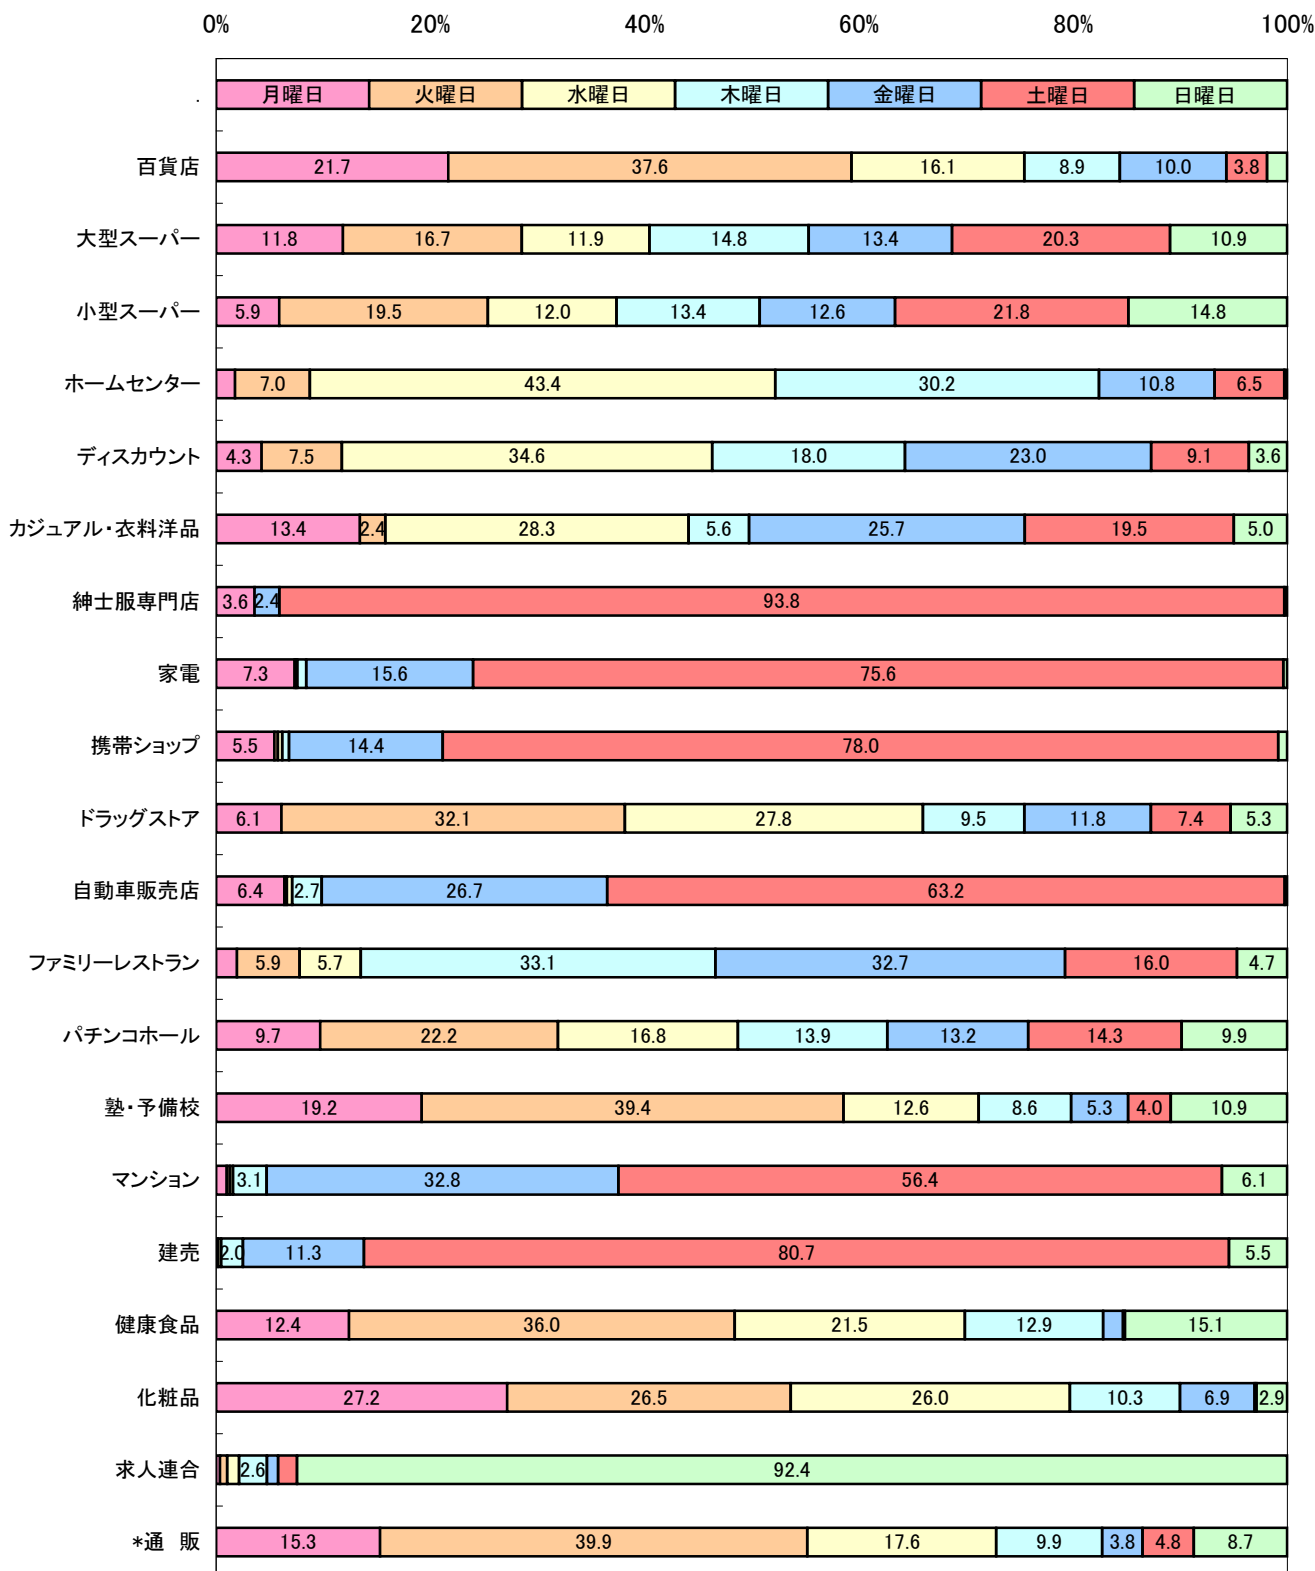 0% 20% 40% 60% 80% 100%
. 月曜日 火曜日 水曜日 木曜日 金曜日 土曜日 日曜日
百貨店 21.7 37.6 16.1 8.9 10.0 3.8
大型スーパー 11.8 16.7 11.9 14.8 13.4 20.3 10.9
小型スーパー 5.9 19.5 12.0 13.4 12.6 21.8 14.8
ホームセンター 7.0 43.4 30.2 10.8 6.5
ディスカウント 4.3 7.5 34.6 18.0 23.0 9.1 3.6
カジュアル・衣料洋品 13.4 2.4 28.3 5.6 25.7 19.5 5.0
紳士服専門店 3.6 2.4 93.8
家電 7.3 15.6 75.6
携帯ショップ 5.5 14.4 78.0
ドラッグストア 6.1 32.1 27.8 9.5 11.8 7.4 5.3
自動車販売店 6.4 2.7 26.7 63.2
ファミリーレストラン 5.9 5.7 33.1 32.7 16.0 4.7
パチンコホール 9.7 22.2 16.8 13.9 13.2 14.3 9.9
塾・予備校 19.2 39.4 12.6 8.6 5.3 4.0 10.9
マンション 3.1 32.8 56.4 6.1
建売 2.0 11.3 80.7 5.5
健康食品 12.4 36.0 21.5 12.9 15.1
化粧品 27.2 26.5 26.0 10.3 6.9 2.9
求人連合 2.6 92.4
*通 販 15.3 39.9 17.6 9.9 3.8 4.8 8.7